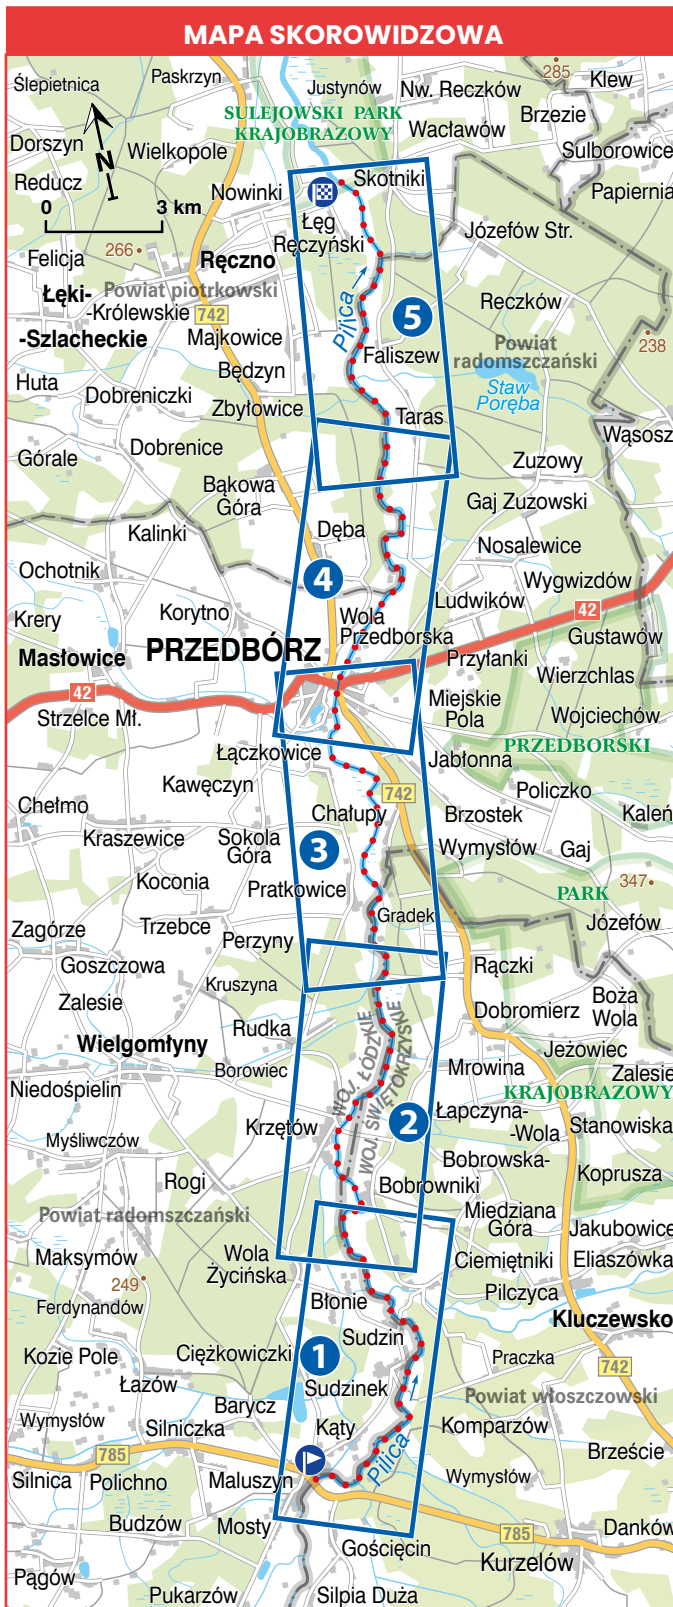 MAPA SKOROWIDZOWA
285
Ślepietnica
Paskrzyn
Justynów
Nw. Reczków
Klew
SULEJOWSKI PARK
KRAJOBRAZOWY
Wacławów
Brzezie
Dorszyn
Wielkopole
Sulborowice
N
Reducz
Nowinki
Skotniki
Papiernia
0
3 km
Łęg
Ręczyński
Józefów Str.
Felicja
266
Ręczno
Łęki-
-Królewskie
Powiat piotrkowski
742
Pilica
5
Reczków
-Szlacheckie
Majkowice
Faliszew
Powiat
radomszczański
238
Będzyn
Huta
Dobreniczki
Zbyłowice
Taras
Staw
Poręba
Górale
Dobrenice
Wąsosz
Bąkowa
Góra
Zuzowy
Gaj Zuzowski
Kalinki
Dęba
Nosalewice
Ochotnik
4
Wygwizdów
Krery
Korytno
Wola
Przedborska
Ludwików
42
Gustawów
Masłowice
PRZEDBÓRZ
Przyłanki
Wierzchlas
42
Strzelce Mł.
Miejskie
Pola
Wojciechów
Łączkowice
PRZEDBORSKI
Jabłonna
Kawęczyn
742
Policzko
Chełmo
Chałupy
Brzostek
Kaleń
Kraszewice
Sokola
Góra
3
Wymysłów
Gaj
Koconia
Pratkowice
347
PARK
Zagórze
Trzebce
Gradek
Józefów
Perzyny
Goszczowa
Rączki
Kruszyna
Zalesie
Boża
Wola
Dobromierz
Rudka
Wielgomłyny
WOJ. ŁÓDZKIE
WOJ. ŚWIĘTOKRZYSKIE
Jeżowiec
Borowiec
Mrowina
Zalesie
Niedośpielin
KRAJOBRAZOWY
2
Łapczyna-
-Wola
Stanowiska
Krzętów
Myśliwczów
Bobrowska-
Rogi
Bobrowniki
Koprusza
Powiat radomszczański
Miedziana
Góra
Jakubowice
Maksymów
Wola
Życińska
Ciemiętniki
Eliaszówka
249
Błonie
Pilczyca
Ferdynandów
Kluczewsko
Sudzin
Kozie Pole
Ciężkowiczki
1
Praczka
742
Łazów
Sudzinek
Powiat włoszczowski
Barycz
Wymysłów
Silniczka
Kąty
Komparzów
785
Pilica
Brzeście
Silnica
Polichno
Maluszyn
Wymysłów
Budzów
Mosty
785
Danków
Gościęcin
Kurzelów
Pągów
Pukarzów
Silpia Duża